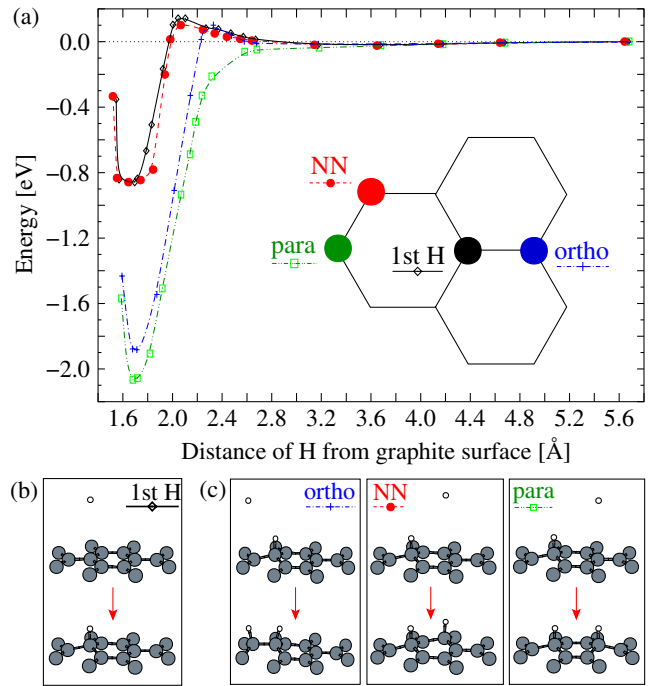 (a)
0.0
−0.4
−0.8
−1.2
−1.6
−2.0
Energy [eV]
NN
para
1st H
ortho
1.6 2.0 2.4 2.8 3.2 3.6 4.0 4.4 4.8 5.2 5.6
Distance of H from graphite surface [Å]
(b)
1st H
(c)
ortho
NN
para